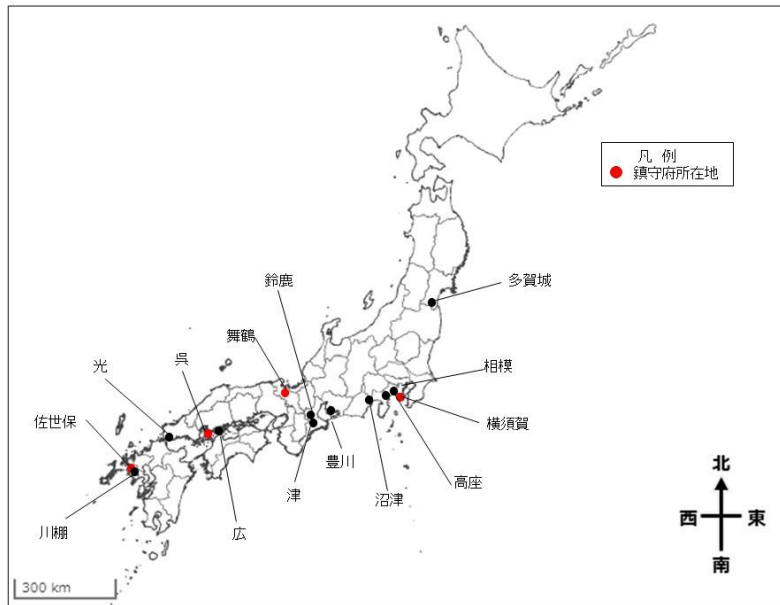 凡 例
鎮守府所在地
多賀城
鈴鹿
舞鶴
相模
呉
光
横須賀
佐世保
豊川
高座
津
沼津
川棚
広
北
西
東
南
300 km